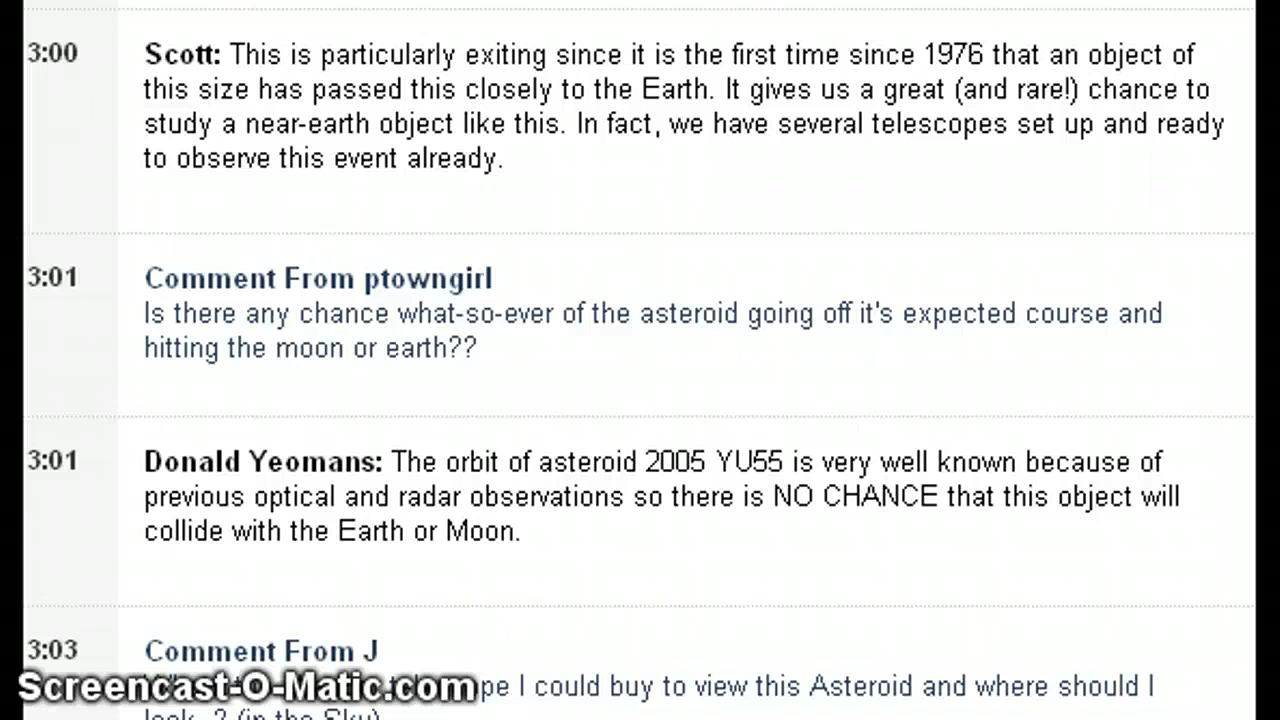 3:00
Scott: This is particularly exiting since it is the first time since 1976 that an object of
this size has passed this closely to the Earth. It gives us a great (and rare!) chance to
study a near-earth object like this. In fact, we have several telescopes set up and ready
to observe this event already.
3:01
Comment From ptowngirl
Is there any chance what-so-ever of the asteroid going off it's expected course and
hitting the moon or earth??
3:01
Donald Yeomans: The orbit of asteroid 2005 YU55 is very well known because of
previous optical and radar observations so there is NO CHANCE that this object will
collide with the Earth or Moon.
3:03
Comment From J
I could buy to view this Asteroid and where should I
(in the Sky)
Screencast-O-Matic.com